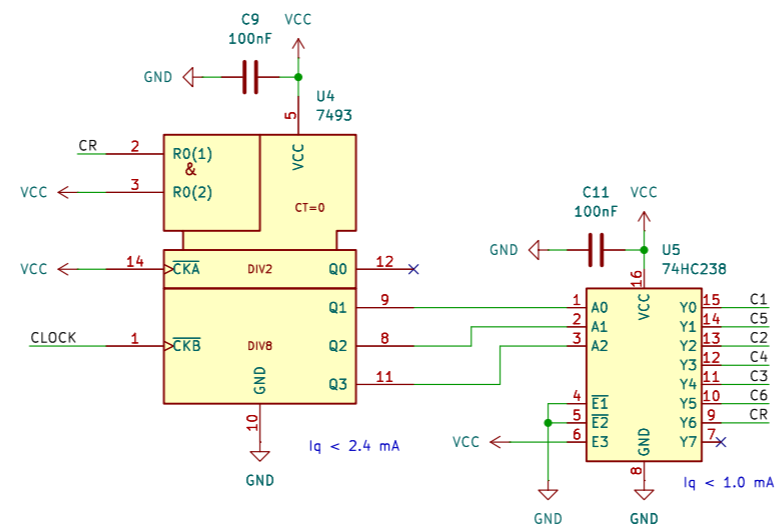 C9
100nF
VCC
GND
U4
7493
5
VCC
CR
2
R0(1)
&
VCC
3
R0(2)
CT=0
VCC
14
CKA
DIV2
Q0
12
Q1
9
CLOCK
1
CKB
DIV8
Q2
8
Q3
11
GND
10
GND
Iq < 2.4 mA
C11
100nF
VCC
GND
U5
74HC238
16
VCC
1
A0
Y0
15
C1
2
A1
Y1
14
C5
3
A2
Y2
13
C2
Y3
12
C4
Y4
11
C3
4
E1
Y5
10
C6
5
E2
Y6
9
CR
VCC
6
E3
Y7
7
GND
8
GND
GND
Iq < 1.0 mA